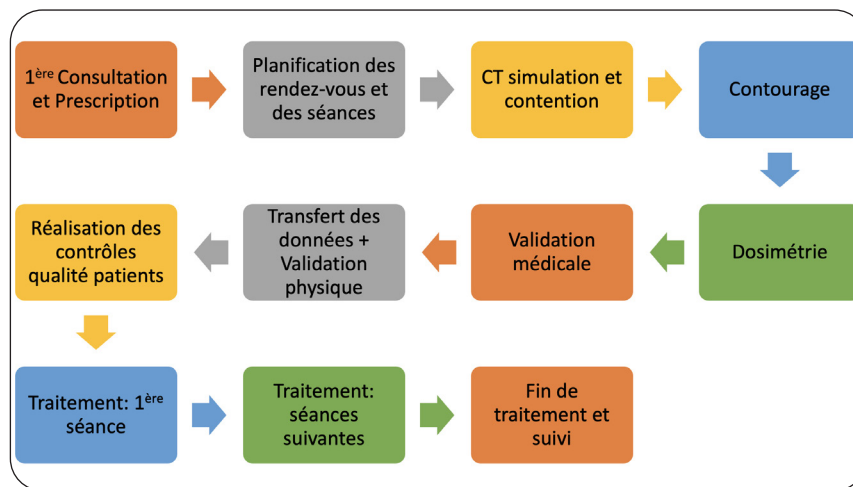 1ère Consultation
et Prescription
Planification des
rendez-vous et
des séances
CT simulation et
contention
Contourage
Dosimétrie
Validation
médicale
Transfert des
données +
Validation
physique
Réalisation des
contrôles
qualité patients
Traitement: 1ère
séance
Traitement:
séances
suivantes
Fin de
traitement et
suivi